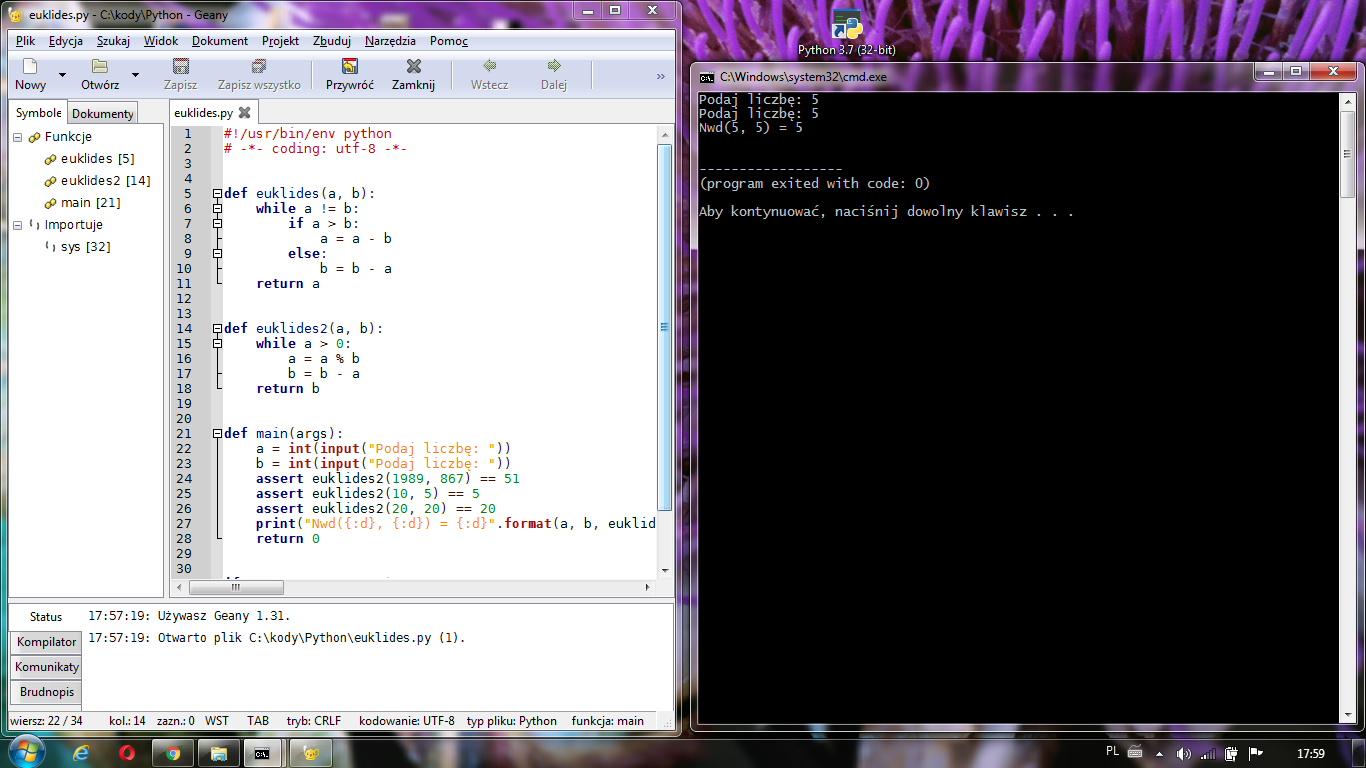 euklides.py - C:\kody\Python - Geany
Plik Edycja Szukaj Widok Dokument Projekt Zbuduj Narzędzia Pomoc
Nowy Otwórz Zapisz Zapisz wszystko Przywróć Zamknij Wstecz Dalej »
Symbole Dokumenty
Funkcje
euklides [5]
euklides2 [14]
main [21]
Importuje
sys [32]
euklides.py
1 #!/usr/bin/env python
2 # -*- coding: utf-8 -*-
3
4
5 def euklides(a, b):
6     while a != b:
7         if a > b:
8             a = a - b
9         else:
10             b = b - a
11     return a
12
13
14 def euklides2(a, b):
15     while a > 0:
16         a = a % b
17         b = b - a
18     return b
19
20
21 def main(args):
22     a = int(input("Podaj liczbę: "))
23     b = int(input("Podaj liczbę: "))
24     assert euklides2(1989, 867) == 51
25     assert euklides2(10, 5) == 5
26     assert euklides2(20, 20) == 20
27     print("Nwd({:d}, {:d}) = {:d}".format(a, b, euklid
28     return 0
29
30
Status
Kompilator
Komunikaty
Brudnopis
17:57:19: Używasz Geany 1.31.
17:57:19: Otwarto plik C:\kody\Python\euklides.py (1).
wiersz: 22 / 34 kol.: 14 zazn.: 0 WST TAB tryb: CRLF kodowanie: UTF-8 typ pliku: Python funkcja: main
Python 3.7 (32-bit)
C:\Windows\system32\cmd.exe
Podaj liczbę: 5
Podaj liczbę: 5
Nwd(5, 5) = 5
------------------
(program exited with code: 0)
Aby kontynuować, naciśnij dowolny klawisz . . .
PL 17:59